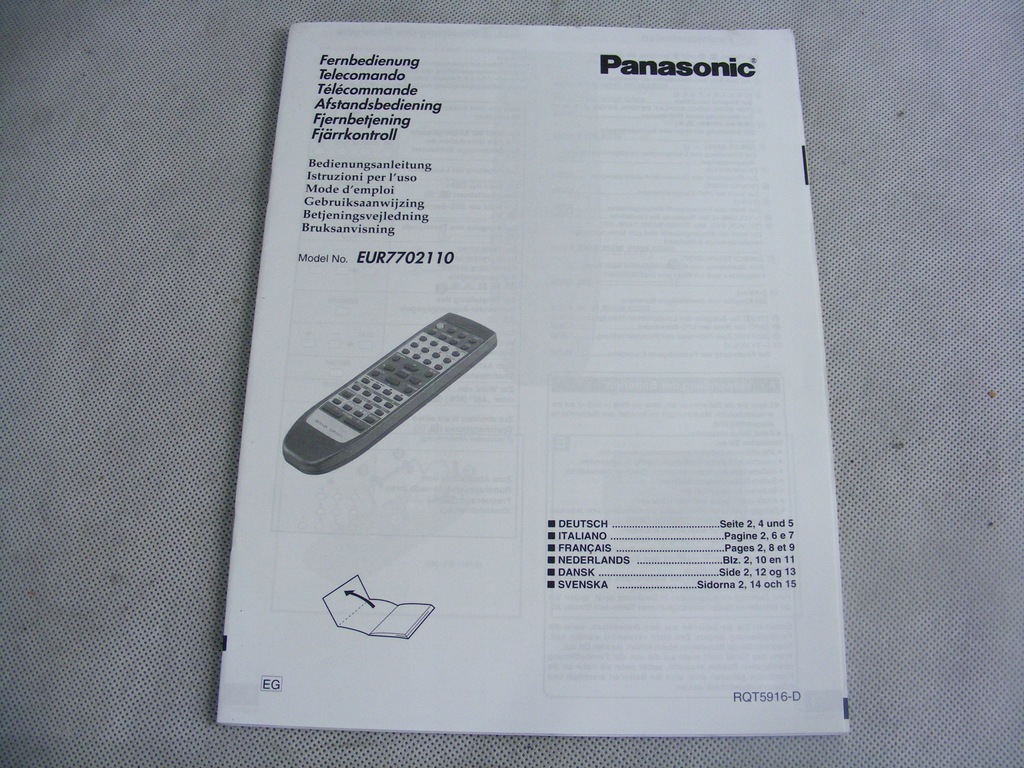 Fernbedienung
Telecomando
Télécommande
Afstandsbediening
Fjernbetjening
Fjärrkontroll
Panasonic®
Bedienungsanleitung
Istruzioni per l'uso
Mode d'emploi
Gebruiksaanwijzing
Betjeningsvejledning
Bruksanvisning
Model No. EUR7702110
■ DEUTSCH ................................Seite 2, 4 und 5
■ ITALIANO ..................................Pagine 2, 6 e 7
■ FRANÇAIS .................................Pages 2, 8 et 9
■ NEDERLANDS .........................Blz. 2, 10 en 11
■ DANSK ....................................Side 2, 12 og 13
■ SVENSKA ........................Sidorna 2, 14 och 15
EG
RQT5916-D